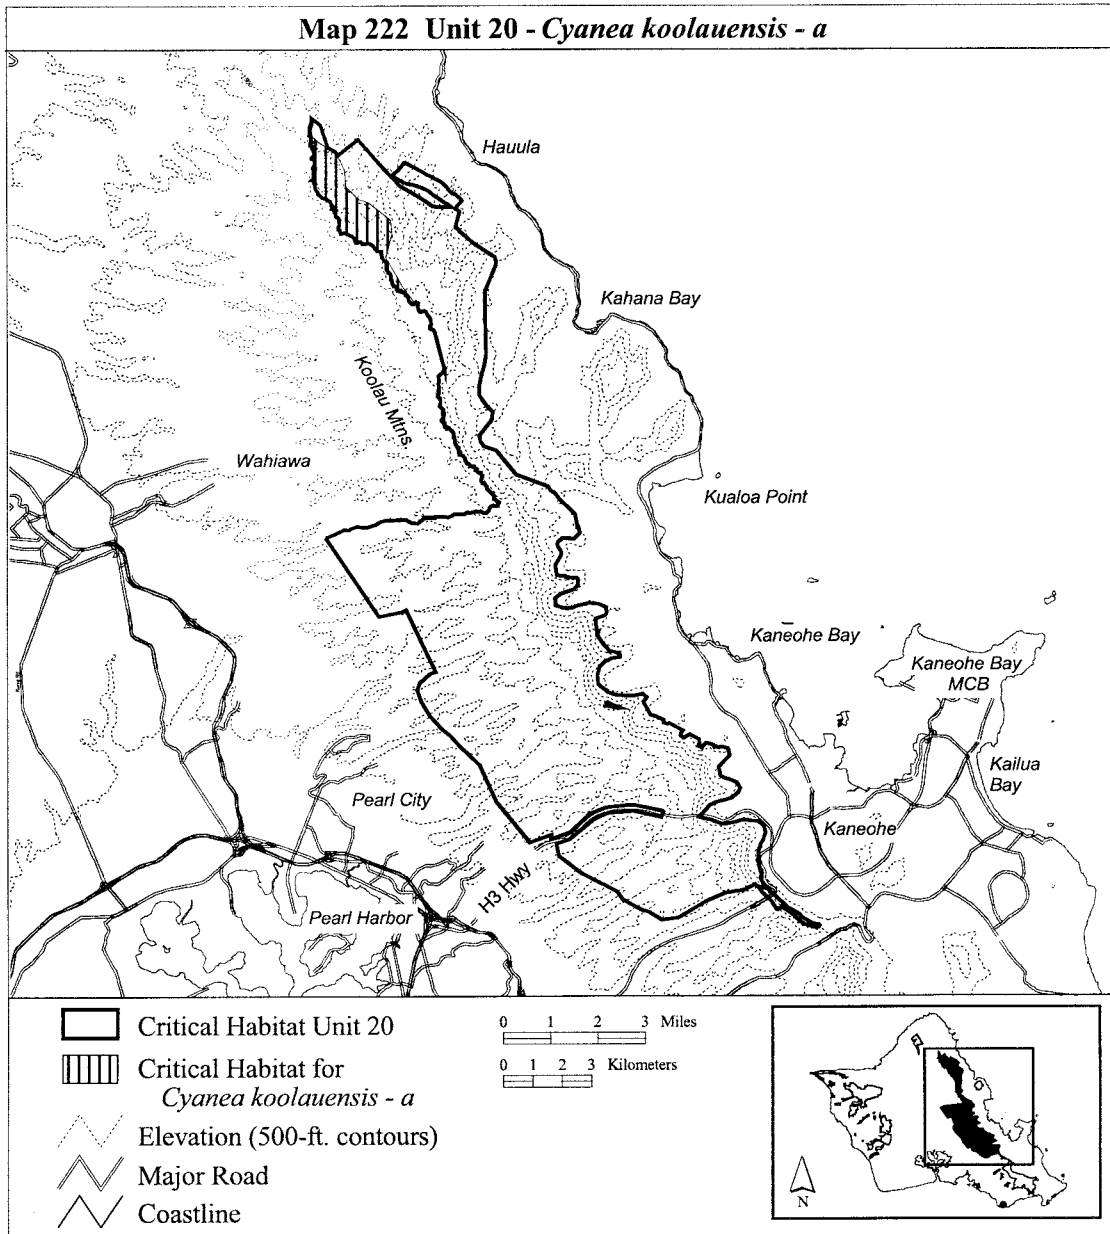 Map 222 Unit 20 - Cyanea koolauensis - a
Hauula
Kahana Bay
Koolau Mtns.
Wahiawa
Kualoa Point
Kaneohe Bay
Kaneohe Bay
MCB
Kailua
Bay
Pearl City
Kaneohe
H3 Hwy
Pearl Harbor
Critical Habitat Unit 20
Critical Habitat for
Cyanea koolauensis - a
Elevation (500-ft. contours)
Major Road
Coastline
0 1 2 3 Miles
0 1 2 3 Kilometers
N